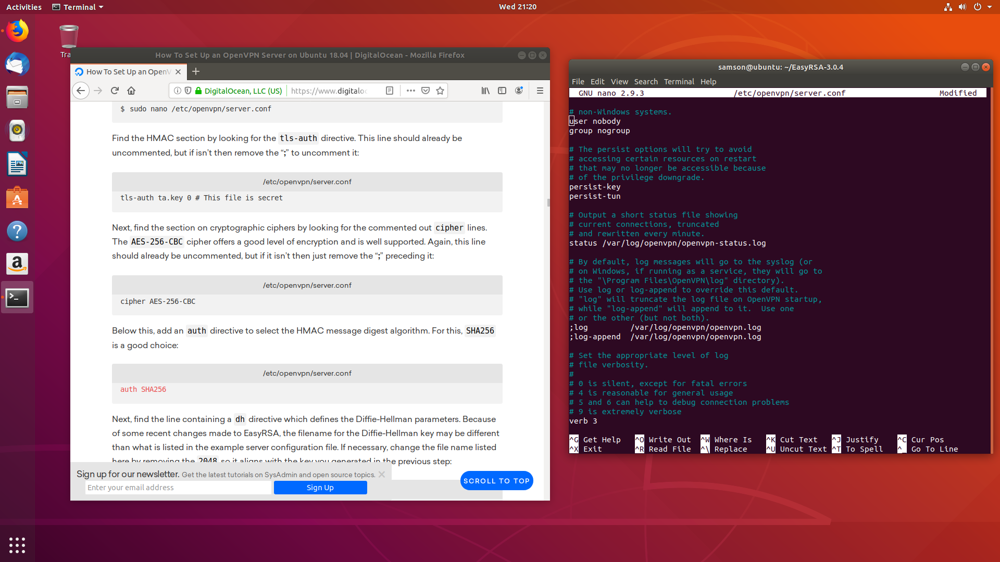 Activities
Terminal
Wed 21:20
Tra
How To Set Up an OpenVPN Server on Ubuntu 18.04 | DigitalOcean - Mozilla Firefox
How To Set Up an OpenV
DigitalOcean, LLC (US)
https://www.digitaloc
$ sudo nano /etc/openvpn/server.conf
Find the HMAC section by looking for the tls-auth directive. This line should already be
uncommented, but if isn’t then remove the “;” to uncomment it:
/etc/openvpn/server.conf
tls-auth ta.key 0 # This file is secret
Next, find the section on cryptographic ciphers by looking for the commented out cipher lines.
The AES-256-CBC cipher offers a good level of encryption and is well supported. Again, this line
should already be uncommented, but if it isn’t then just remove the “;” preceding it:
/etc/openvpn/server.conf
cipher AES-256-CBC
Below this, add an auth directive to select the HMAC message digest algorithm. For this, SHA256
is a good choice:
/etc/openvpn/server.conf
auth SHA256
Next, find the line containing a dh directive which defines the Diffie-Hellman parameters. Because
of some recent changes made to EasyRSA, the filename for the Diffie-Hellman key may be different
than what is listed in the example server configuration file. If necessary, change the file name listed
here by removing the 2048 so it aligns with the key you generated in the previous step:
Sign up for our newsletter. Get the latest tutorials on SysAdmin and open source topics.
Enter your email address
Sign Up
SCROLL TO TOP
samson@ubuntu: ~/EasyRSA-3.0.4
File Edit View Search Terminal Help
GNU nano 2.9.3 /etc/openvpn/server.conf Modified
# non-Windows systems.
user nobody
group nogroup
# The persist options will try to avoid
# accessing certain resources on restart
# that may no longer be accessible because
# of the privilege downgrade.
persist-key
persist-tun
# Output a short status file showing
# current connections, truncated
# and rewritten every minute.
status /var/log/openvpn/openvpn-status.log
# By default, log messages will go to the syslog (or
# on Windows, if running as a service, they will go to
# the "\Program Files\OpenVPN\log" directory).
# Use log or log-append to override this default.
# "log" will truncate the log file on OpenVPN startup,
# while "log-append" will append to it.  Use one
# or the other (but not both).
;log         /var/log/openvpn/openvpn.log
;log-append  /var/log/openvpn/openvpn.log
# Set the appropriate level of log
# file verbosity.
#
# 0 is silent, except for fatal errors
# 4 is reasonable for general usage
# 5 and 6 can help to debug connection problems
# 9 is extremely verbose
verb 3
^G Get Help ^O Write Out ^W Where Is ^K Cut Text ^J Justify ^C Cur Pos
^X Exit ^R Read File ^\ Replace ^U Uncut Text ^T To Spell ^_ Go To Line